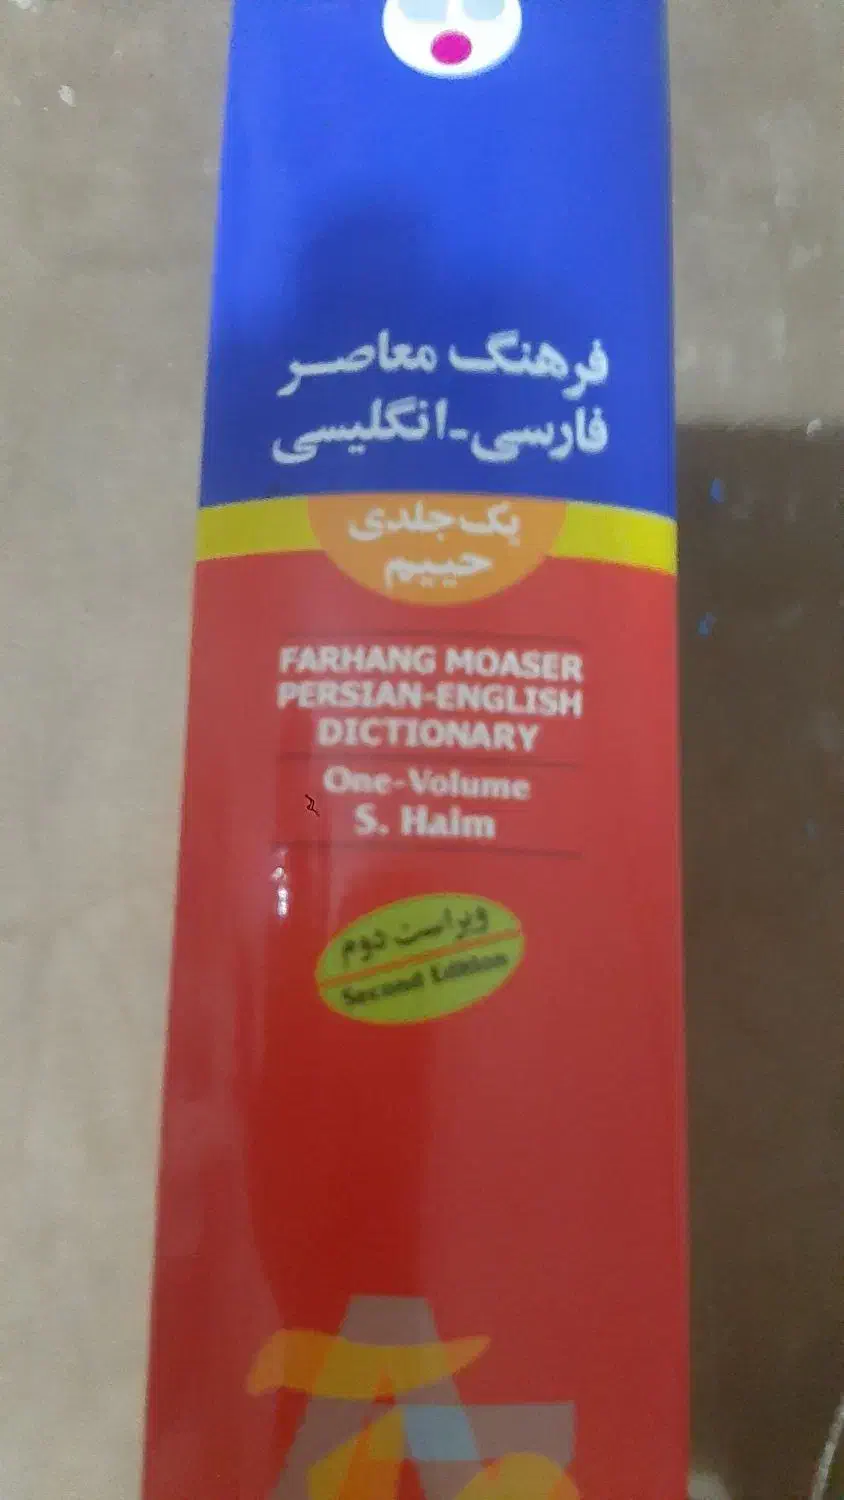 فرهنگ معاصر
فارسی-انگلیسی
یک‌جلدی
حییم
FARHANG MOASER
PERSIAN-ENGLISH
DICTIONARY
One-Volume
S. Haim
ویراست دوم
Second Edition